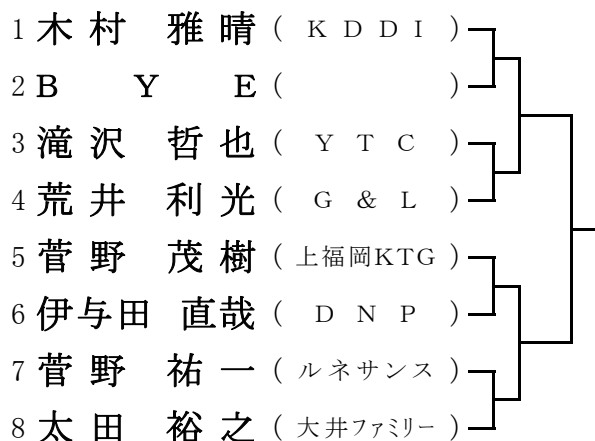 1 木村 雅晴 ( KDDI )
2 BYE ( )
3 滝沢 哲也 ( YTC )
4 荒井 利光 ( G&L )
5 菅野 茂樹 ( 上福岡KTG )
6 伊与田 直哉 ( DNP )
7 菅野 祐一 ( ルネサンス )
8 太田 裕之 ( 大井ファミリー )